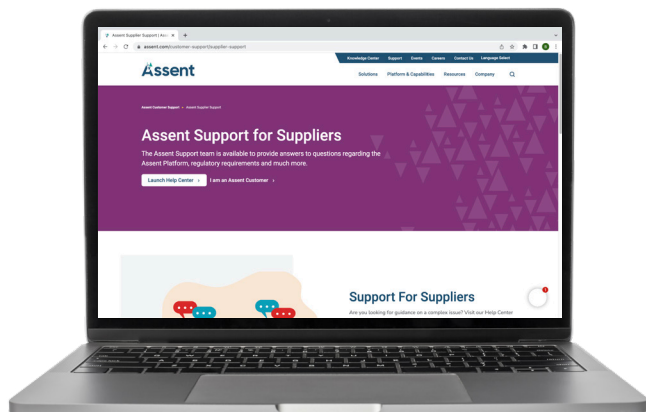 Assent Supplier Support | Ass
assent.com/customer-support/supplier-support
Knowledge Center Support Events Careers Contact Us Language Select
Assent
Solutions Platform & Capabilities Resources Company
Assent Customer Support Assent Supplier Support
Assent Support for Suppliers
The Assent Support team is available to provide answers to questions regarding the
Assent Platform, regulatory requirements and much more.
Launch Help Center I am an Assent Customer
Support For Suppliers
1
Are you looking for guidance on a complex issue? Visit our Help Center